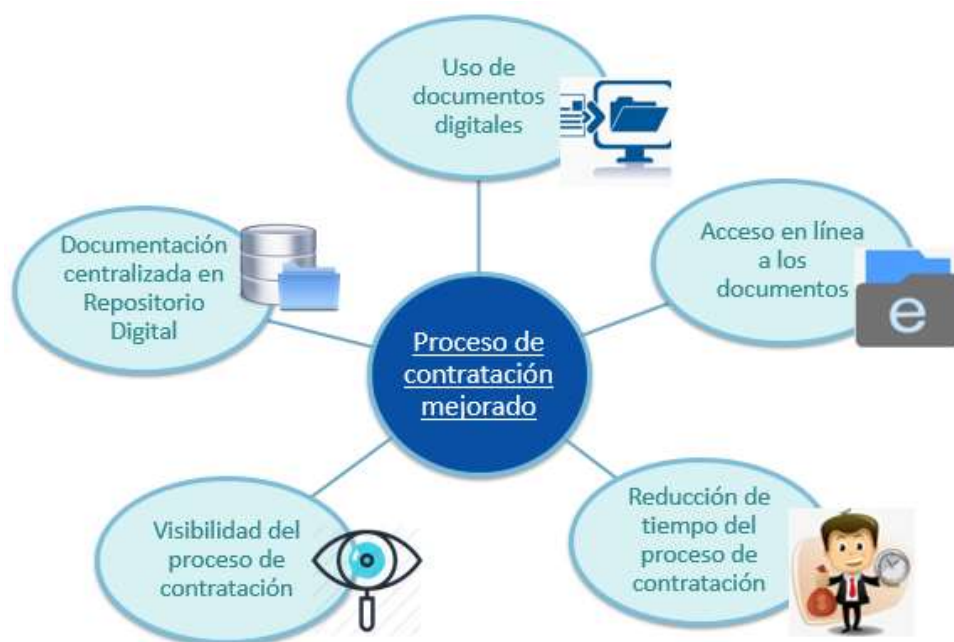 Uso de
documentos
digitales
Acceso en línea
a los
documentos
Documentación
centralizada en
Repositorio
Digital
Proceso de
contratación
mejorado
Reducción de
tiempo del
proceso de
contratación
Visibilidad del
proceso de
contratación
e